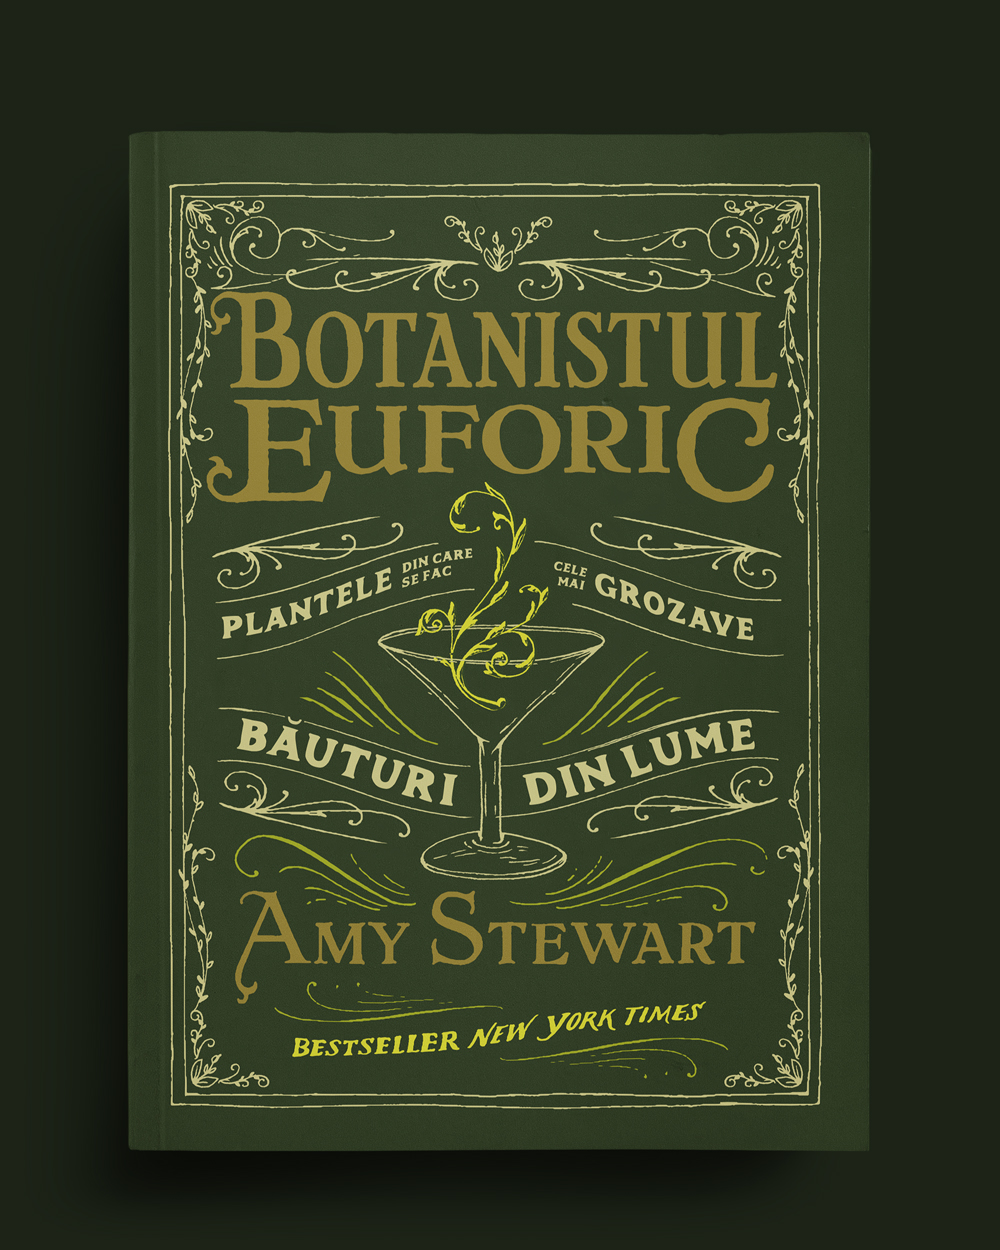 BOTANISTUL
EUFORIC
PLANTELE DIN CARE SE FAC CELE MAI GROZAVE
BĂUTURI DIN LUME
AMY STEWART
BESTSELLER NEW YORK TIMES